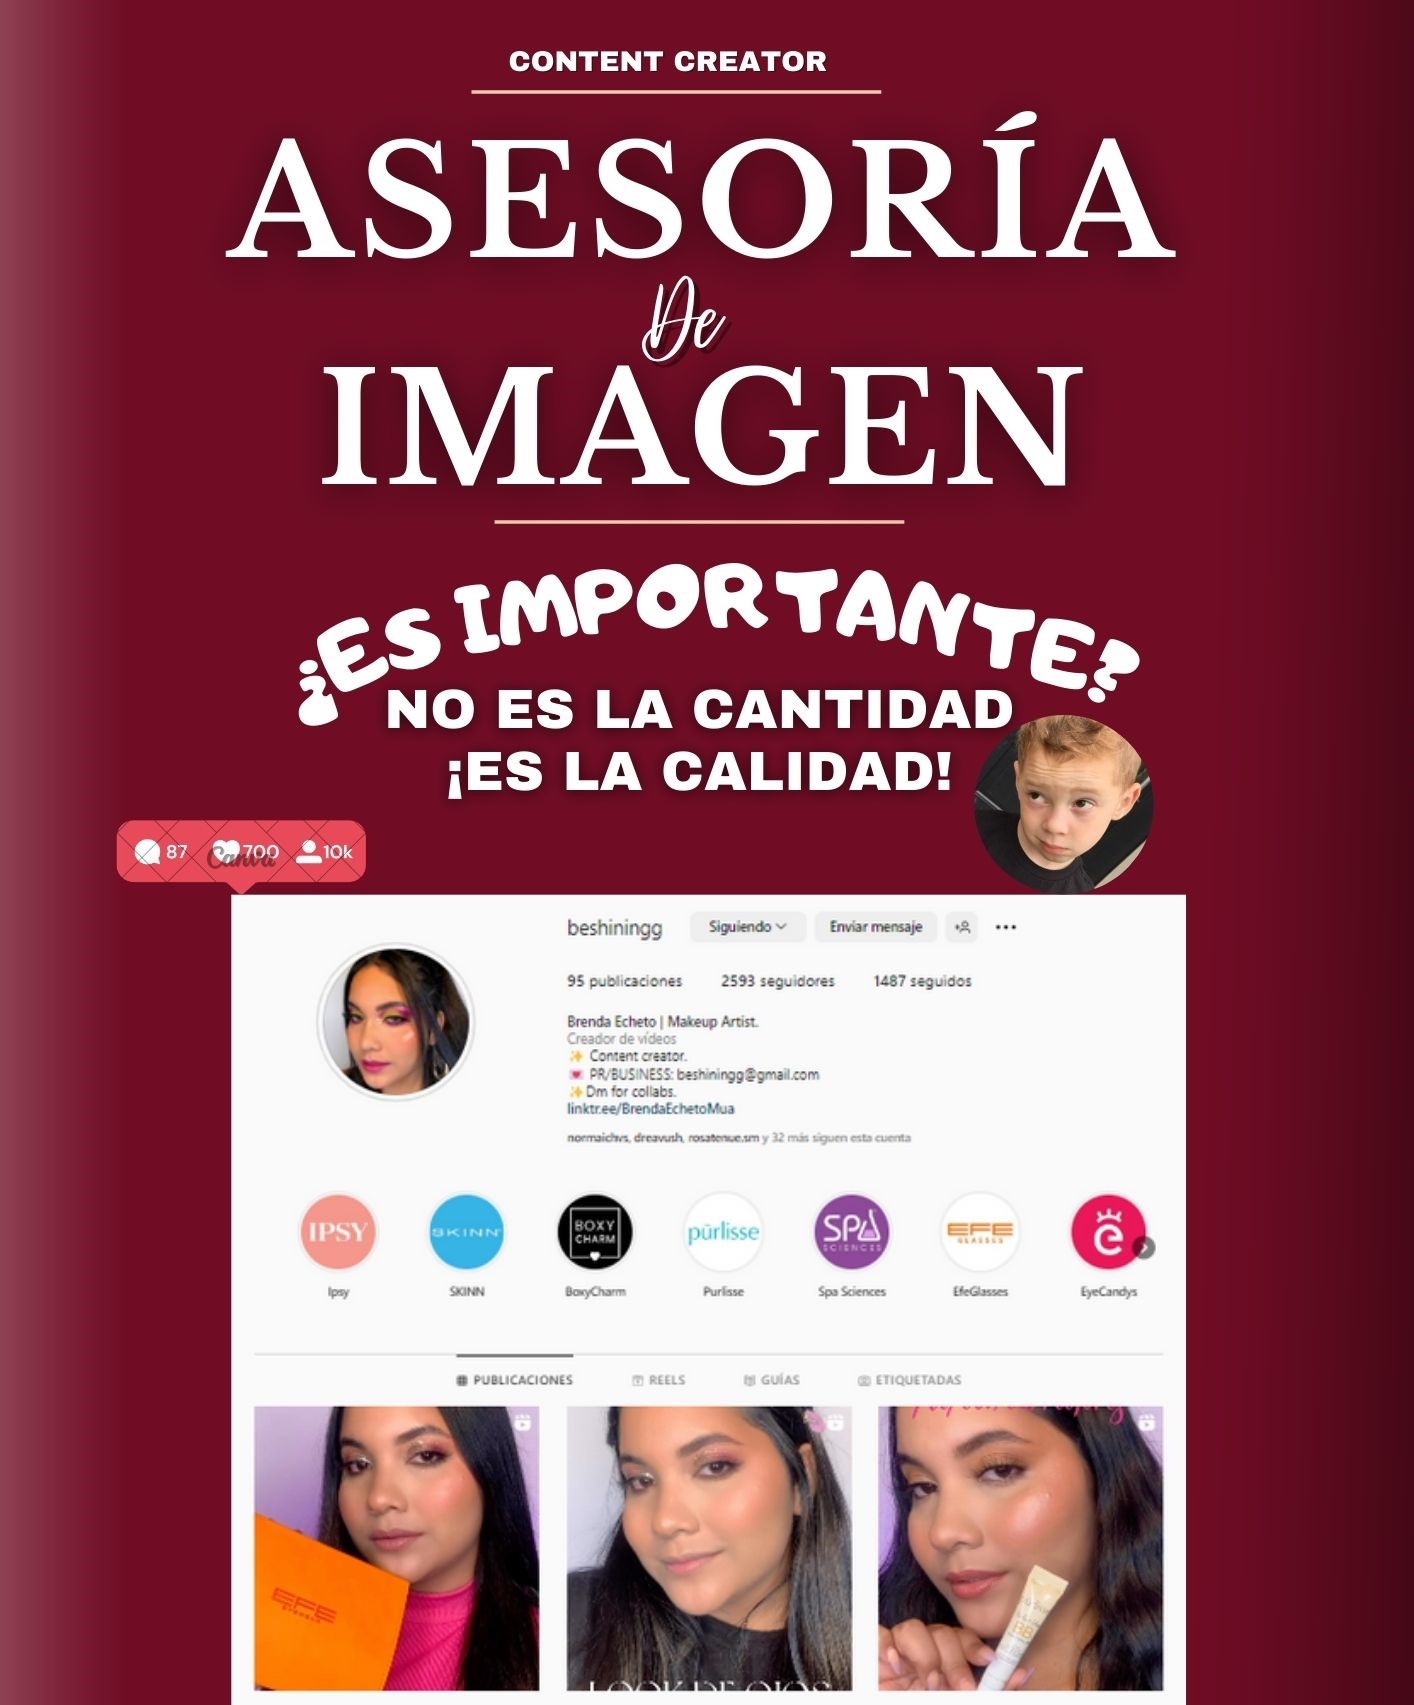 CONTENT CREATOR
ASESORÍA
De
IMAGEN
¿ES IMPORTANTE?
NO ES LA CANTIDAD
¡ES LA CALIDAD!
87 700 10k
Canva
beshiningg Siguiendo Enviar mensaje
95 publicaciones 2593 seguidores 1487 seguidos
Brenda Echeto | Makeup Artist.
Creador de vídeos
✨ Content creator.
💌 PR/BUSINESS: beshiningg@gmail.com
✨Dm for collabs.
linktr.ee/BrendaEchetoMua
normaichvs, dreavush, rosatenue.sm y 32 más siguen esta cuenta
IPSY SKINN BOXY CHARM pūrlisse SPA SCIENCES EFE GLASSES ë
Ipsy SKINN BoxyCharm Purlisse Spa Sciences EfeGlasses EyeCandys
PUBLICACIONES REELS GUÍAS ETIQUETADAS
EFE
BB
LOOK DE OJOS